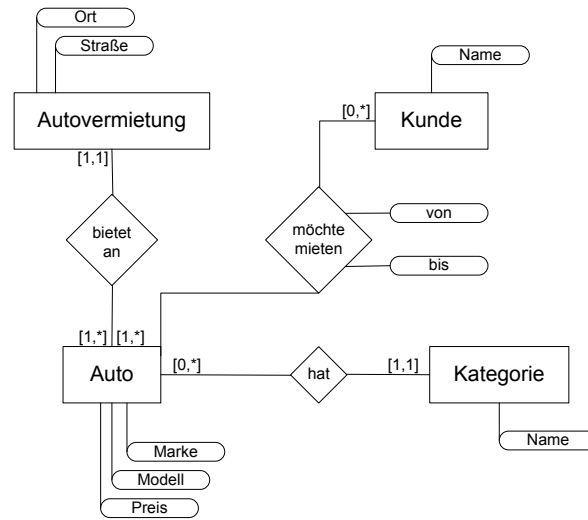 Ort
Straße
Name
Autovermietung
Kunde
[0,*]
[1,1]
von
bietet
an
möchte
mieten
bis
[1,*] [1,*]
Auto
[0,*]
hat
[1,1]
Kategorie
Name
Marke
Modell
Preis